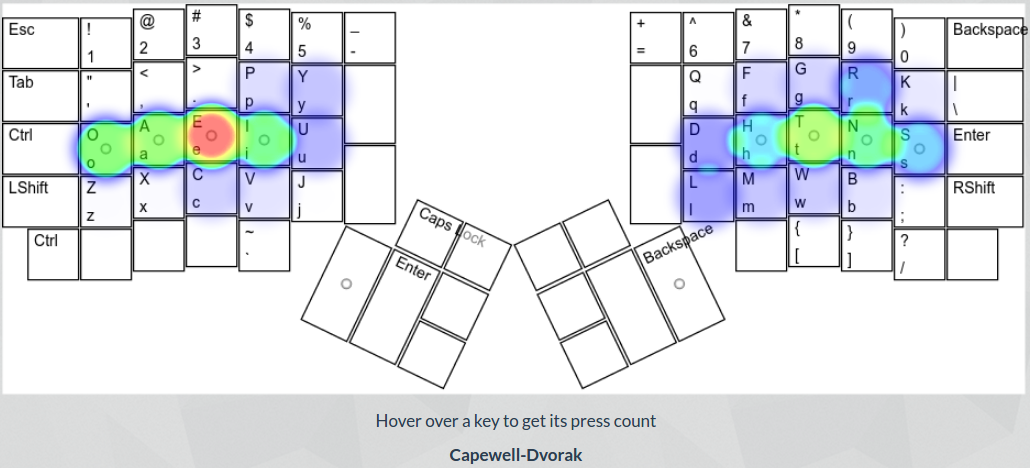 Esc ! @ # $ % _ + ^ & * ( ) Backspace
1 2 3 4 5 - = 6 7 8 9 0
Tab " < > P Y Q F G R K |
' , . p y q f g r k \
Ctrl O A E I U D H T N S Enter
o a e i u d h t n s
LShift Z X C V J L M W B : RShift
z x c v j l m w b ;
Ctrl ~ { } ?
` [ ] /
Caps Lock
Enter
Backspace
Hover over a key to get its press count
Capewell-Dvorak